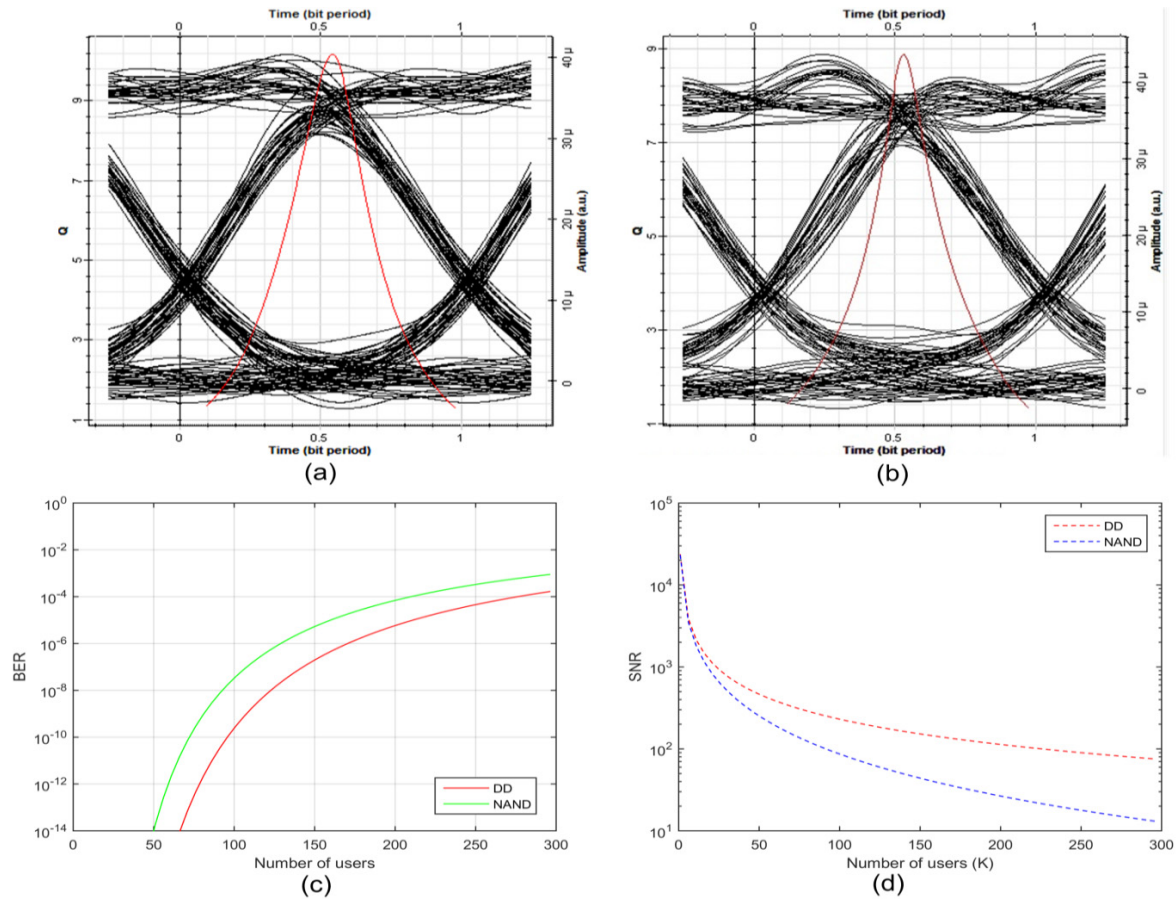 Time (bit period)
0 0.5 1
Q
9
7
5
3
1
40 µ
30 µ
20 µ
10 µ
0
Amplitude (a.u.)
0 0.5 1
Time (bit period)
(a)
Time (bit period)
0 0.5 1
Q
9
7
5
3
1
40 µ
30 µ
20 µ
10 µ
0
Amplitude (a.u.)
0 0.5 1
Time (bit period)
(b)
BER
10^0
10^-2
10^-4
10^-6
10^-8
10^-10
10^-12
10^-14
DD
NAND
0 50 100 150 200 250 300
Number of users
(c)
SNR
10^5
10^4
10^3
10^2
10^1
DD
NAND
0 50 100 150 200 250 300
Number of users (K)
(d)